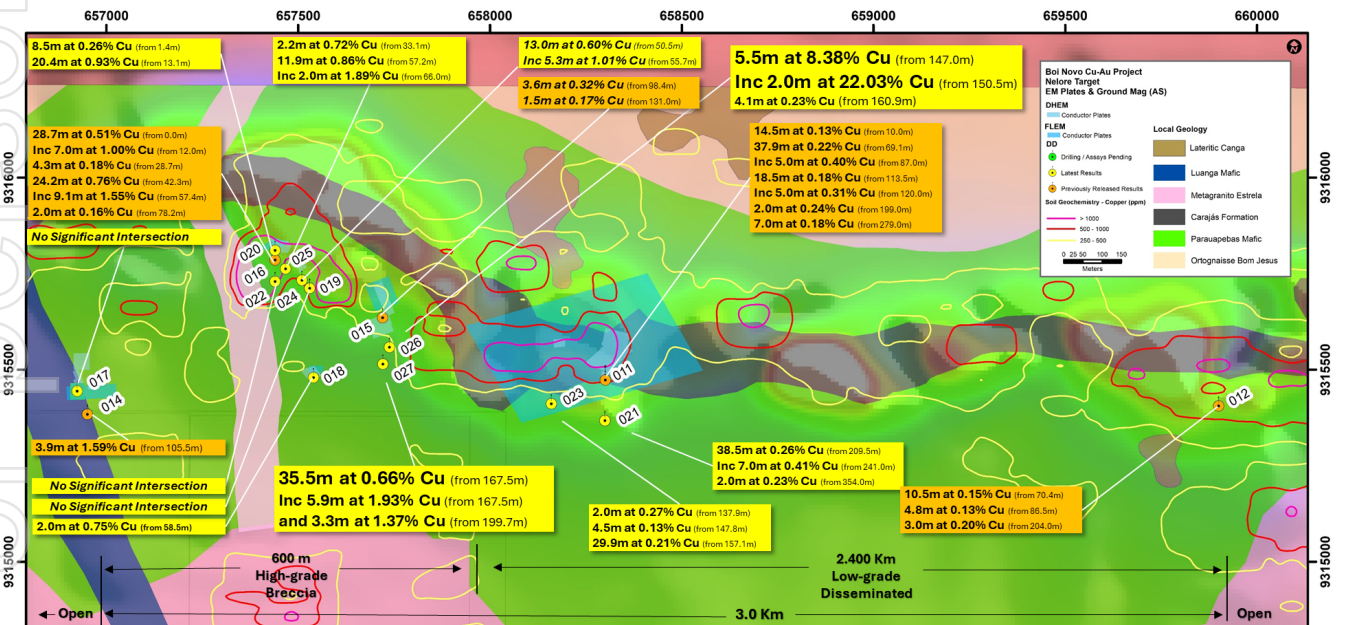 657000 657500 658000 658500 659000 659500 660000
8.5m at 0.26% Cu (from 1.4m)
20.4m at 0.93% Cu (from 13.1m)
2.2m at 0.72% Cu (from 33.1m)
11.9m at 0.86% Cu (from 57.2m)
Inc 2.0m at 1.89% Cu (from 66.0m)
13.0m at 0.60% Cu (from 50.5m)
Inc 5.3m at 1.01% Cu (from 55.7m)
3.6m at 0.32% Cu (from 98.4m)
1.5m at 0.17% Cu (from 131.0m)
5.5m at 8.38% Cu (from 147.0m)
Inc 2.0m at 22.03% Cu (from 150.5m)
4.1m at 0.23% Cu (from 160.9m)
N
Boi Novo Cu-Au Project
Nelore Target
EM Plates & Ground Mag (AS)
DHEM
Conductor Plates
FLEM
Conductor Plates
DD
Drilling / Assays Pending
Latest Results
Previously Released Results
Soil Geochemistry - Copper (ppm)
> 1000
500 - 1000
250 - 500
0 25 50 100 150
Meters
Local Geology
Lateritic Canga
Luanga Mafic
Metagranito Estrela
Carajás Formation
Parauapebas Mafic
Ortognaisse Bom Jesus
28.7m at 0.51% Cu (from 0.0m)
Inc 7.0m at 1.00% Cu (from 12.0m)
4.3m at 0.18% Cu (from 28.7m)
24.2m at 0.76% Cu (from 42.3m)
Inc 9.1m at 1.55% Cu (from 57.4m)
2.0m at 0.16% Cu (from 78.2m)
No Significant Intersection
14.5m at 0.13% Cu (from 10.0m)
37.9m at 0.22% Cu (from 69.1m)
Inc 5.0m at 0.40% Cu (from 87.0m)
18.5m at 0.18% Cu (from 113.5m)
Inc 5.0m at 0.31% Cu (from 120.0m)
2.0m at 0.24% Cu (from 199.0m)
7.0m at 0.18% Cu (from 279.0m)
9316000
9316000
020
025
016
019
022
024
015
026
027
018
017
014
011
023
021
012
9315500
9315500
3.9m at 1.59% Cu (from 105.5m)
No Significant Intersection
No Significant Intersection
2.0m at 0.75% Cu (from 58.5m)
35.5m at 0.66% Cu (from 167.5m)
Inc 5.9m at 1.93% Cu (from 167.5m)
and 3.3m at 1.37% Cu (from 199.7m)
38.5m at 0.26% Cu (from 209.5m)
Inc 7.0m at 0.41% Cu (from 241.0m)
2.0m at 0.23% Cu (from 354.0m)
2.0m at 0.27% Cu (from 137.9m)
4.5m at 0.13% Cu (from 147.8m)
29.9m at 0.21% Cu (from 157.1m)
10.5m at 0.15% Cu (from 70.4m)
4.8m at 0.13% Cu (from 86.5m)
3.0m at 0.20% Cu (from 204.0m)
9315000
9315000
600 m
High-grade
Breccia
2.400 Km
Low-grade
Disseminated
Open
3.0 Km
Open